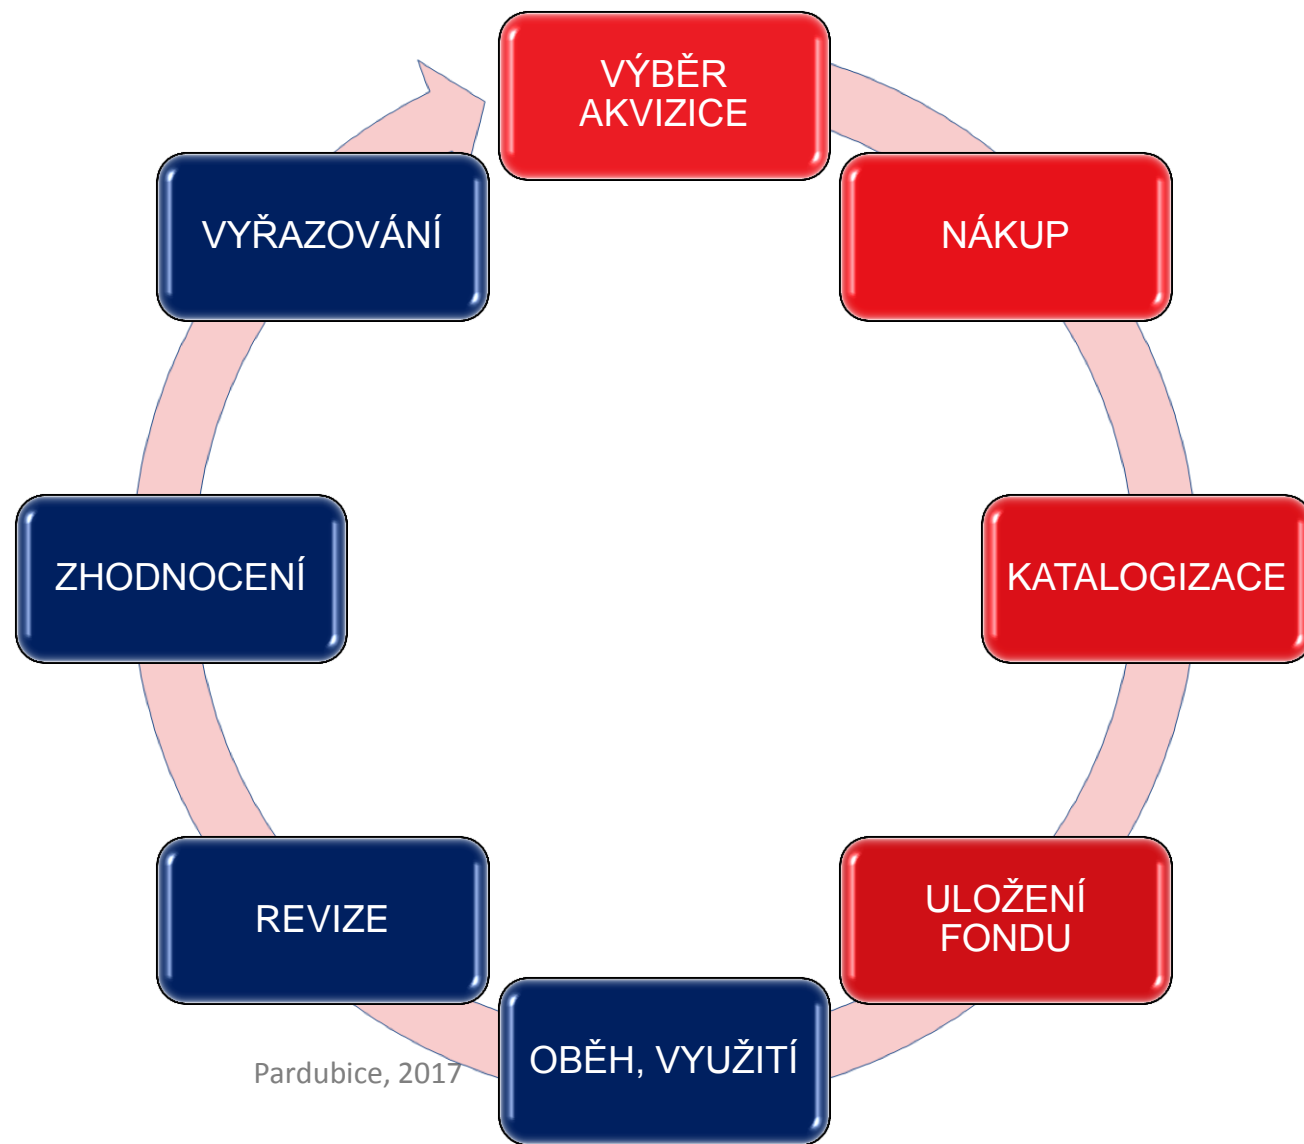 VÝBĚR
AKVIZICE
NÁKUP
KATALOGIZACE
ULOŽENÍ
FONDU
OBĚH, VYUŽITÍ
REVIZE
ZHODNOCENÍ
VYŘAZOVÁNÍ
Pardubice, 2017